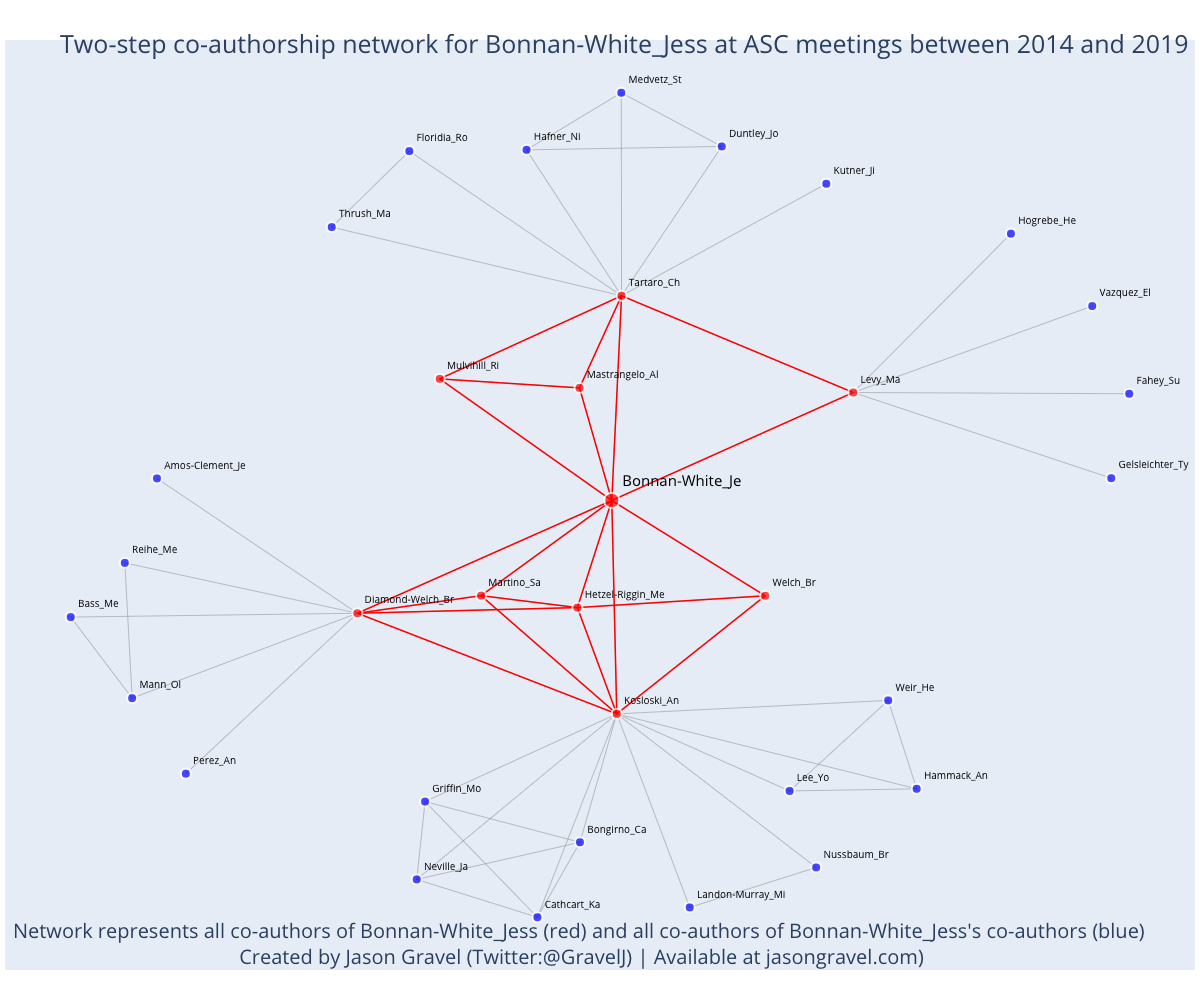 Two-step co-authorship network for Bonnan-White_Jess at ASC meetings between 2014 and 2019
Medvetz_St
Floridia_Ro
Hafner_Ni
Duntley_Jo
Kutner_Ji
Thrush_Ma
Hogrebe_He
Tartaro_Ch
Vazquez_El
Mulvihill_Ri
Mastrangelo_Al
Levy_Ma
Fahey_Su
Amos-Clement_Je
Gelsleichter_Ty
Bonnan-White_Je
Reihe_Me
Martino_Sa
Welch_Br
Diamond-Welch_Br
Hetzel-Riggin_Me
Bass_Me
Mann_Ol
Kosloski_An
Weir_He
Perez_An
Lee_Yo
Hammack_An
Griffin_Mo
Bongirno_Ca
Neville_Ja
Nussbaum_Br
Landon-Murray_Mi
Cathcart_Ka
Network represents all co-authors of Bonnan-White_Jess (red) and all co-authors of Bonnan-White_Jess's co-authors (blue)
Created by Jason Gravel (Twitter:@GravelJ) | Available at jasongravel.com)